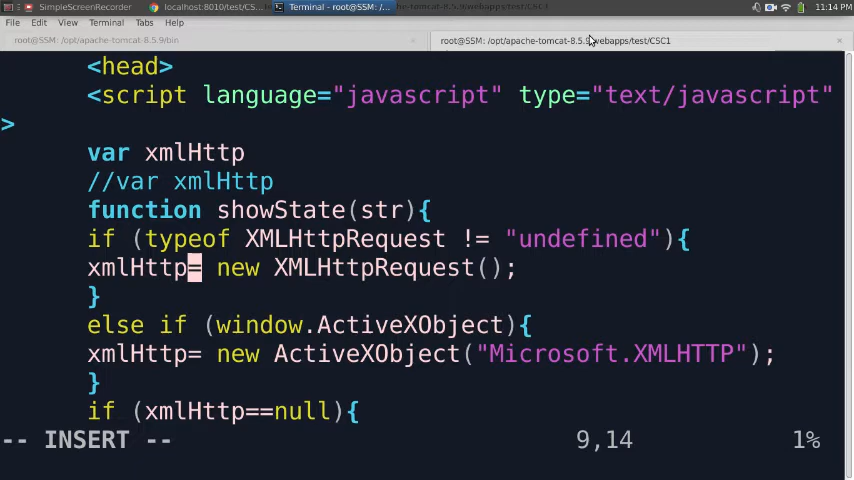 SimpleScreenRecorder
localhost:8010/test/CS...
Terminal - root@SSM: /...
11:14 PM
File Edit View Terminal Tabs Help
root@SSM: /opt/apache-tomcat-8.5.9/bin
root@SSM: /opt/apache-tomcat-8.5.9/webapps/test/CSC1
<head>
<script language="javascript" type="text/javascript"
>
var xmlHttp
//var xmlHttp
function showState(str){
if (typeof XMLHttpRequest != "undefined"){
xmlHttp= new XMLHttpRequest();
}
else if (window.ActiveXObject){
xmlHttp= new ActiveXObject("Microsoft.XMLHTTP");
}
if (xmlHttp==null){
-- INSERT --
9,14
1%